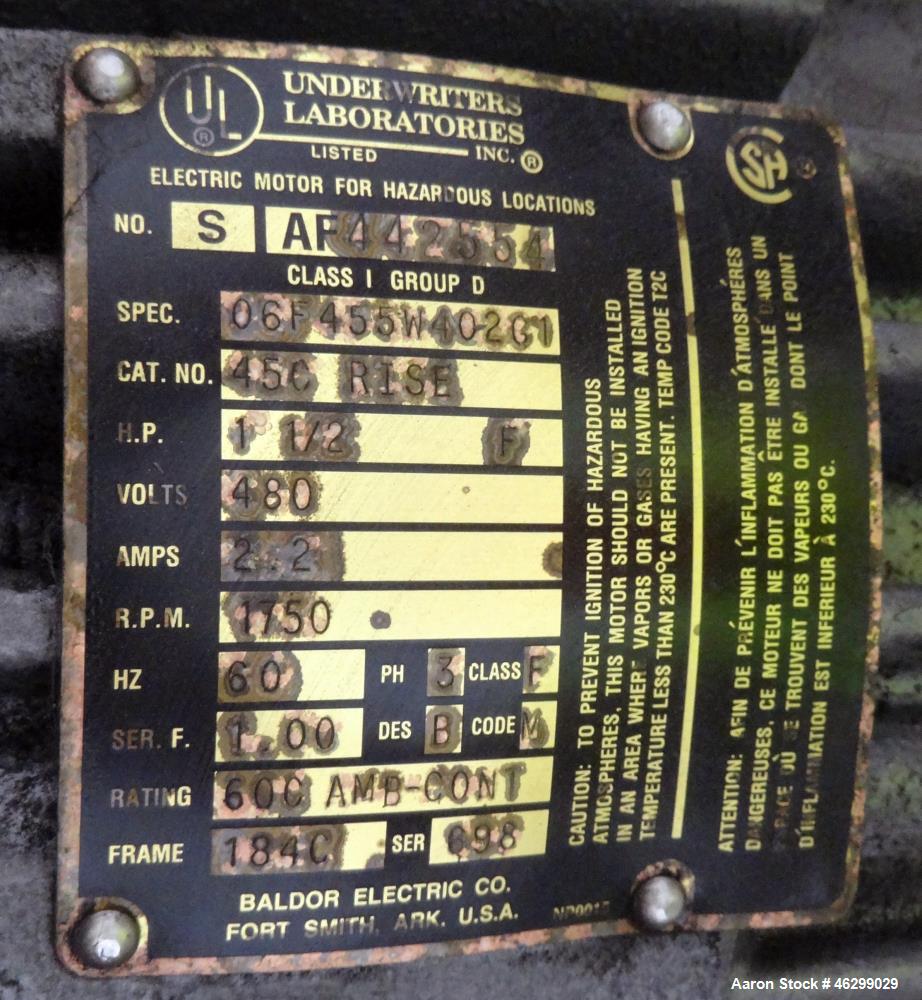 UL
®
UNDERWRITERS
LABORATORIES
LISTED INC. ®
ELECTRIC MOTOR FOR HAZARDOUS LOCATIONS
NO. S AF442554
CLASS I GROUP D
SPEC. 06F455W402G1
CAT. NO. 45C RISE
H.P. 1 1/2 F
VOLTS 480
AMPS 2.2
R.P.M. 1750
HZ 60 PH 3 CLASS F
SER. F. 1.00 DES B CODE M
RATING 60C AMB-CONT
FRAME 184C SER 698
BALDOR ELECTRIC CO.
FORT SMITH, ARK. U.S.A.
CAUTION: TO PREVENT IGNITION OF HAZARDOUS
ATMOSPHERES, THIS MOTOR SHOULD NOT BE INSTALLED
IN AN AREA WHERE VAPORS OR GASES HAVING AN IGNITION
TEMPERATURE LESS THAN 230°C ARE PRESENT. TEMP CODE T2C
ATTENTION: AFIN DE PRÉVENIR L'INFLAMMATION D'ATMOSPHÉRES
DANGEREUSES, CE MOTEUR NE DOIT PAS ÊTRE INSTALLÉ DANS UN
ESPACE OÙ SE TROUVENT DES VAPEURS OU GA DONT LE POINT
D'INFLAMMATION EST INFERIEUR À 230°C.
Aaron Stock # 46299029